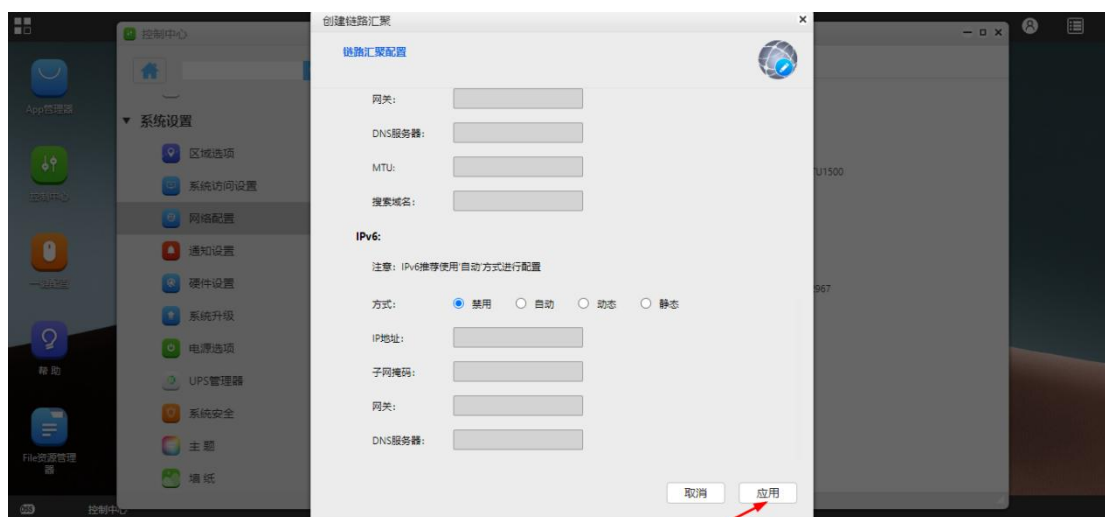 创建链路汇聚
控制中心
链路汇聚配置
App管理器
网关:
系统设置
DNS服务器:
区域选项
MTU:
U1500
系统访问设置
搜索域名:
控制中心
网络配置
IPv6:
通知设置
注意: IPv6推荐使用'自动'方式进行配置
硬件设置
967
方式:
禁用 自动 动态 静态
系统升级
IP地址:
电源选项
帮助
子网掩码:
UPS管理器
网关:
系统安全
DNS服务器:
主题
File资源管理
器
墙纸
取消 应用
控制中心